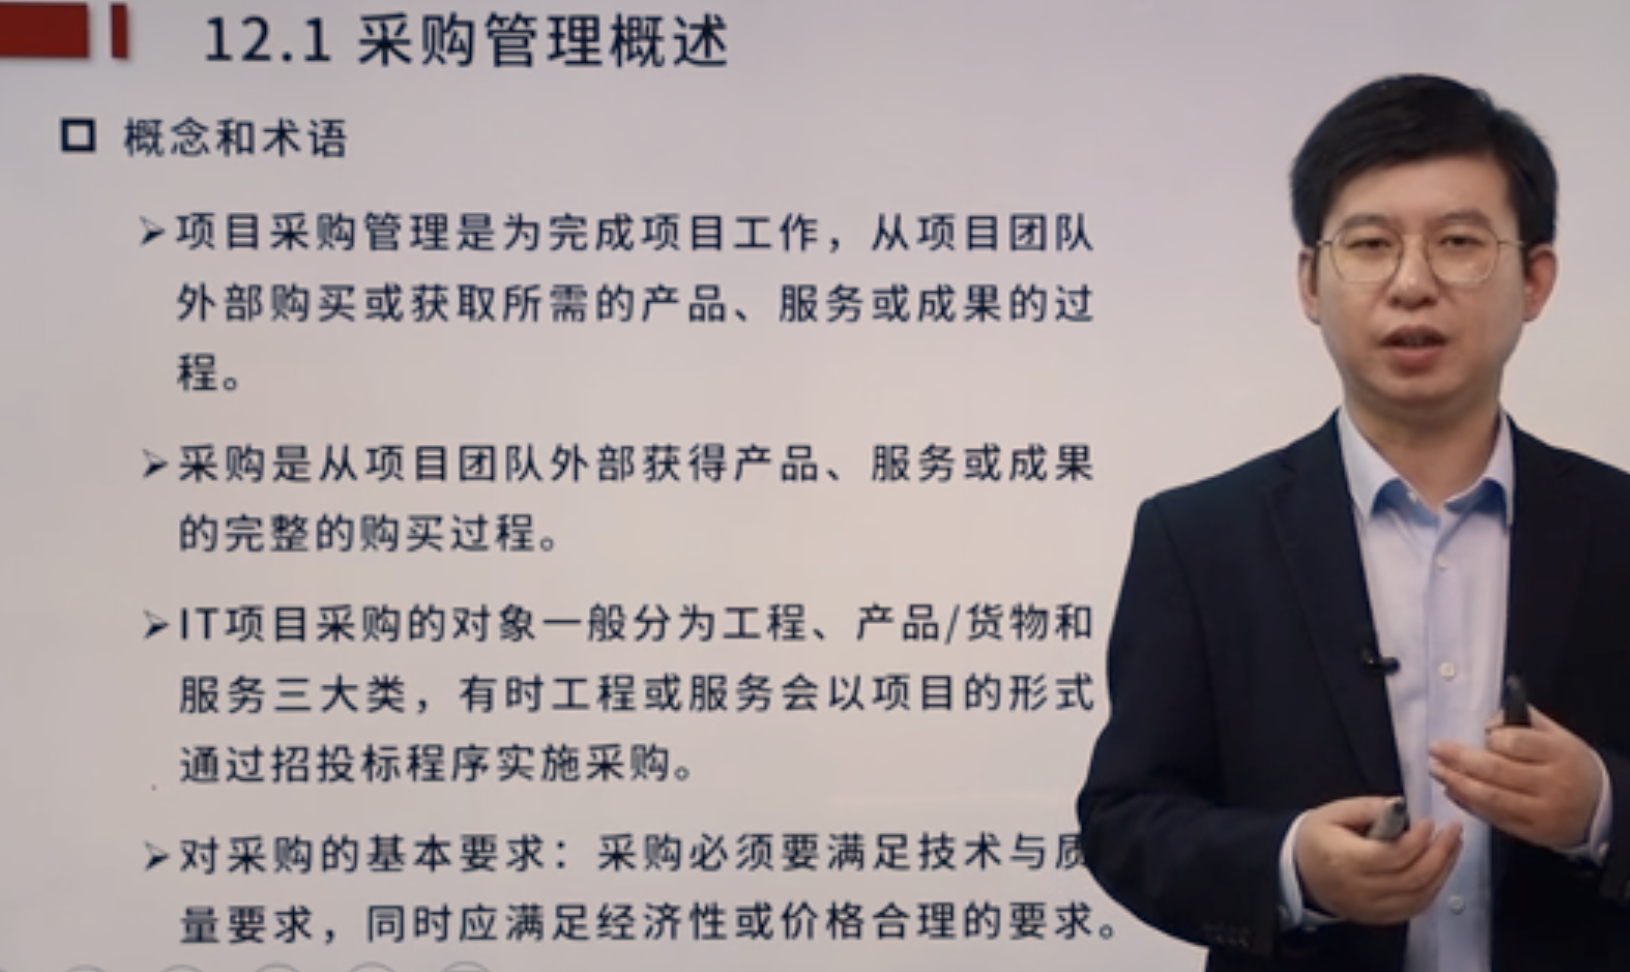 12.1 采购管理概述
概念和术语
项目采购管理是为完成项目工作，从项目团队
外部购买或获取所需的产品、服务或成果的过
程。
采购是从项目团队外部获得产品、服务或成果
的完整的购买过程。
IT项目采购的对象一般分为工程、产品/货物和
服务三大类，有时工程或服务会以项目的形式
通过招投标程序实施采购。
对采购的基本要求：采购必须要满足技术与质
量要求，同时应满足经济性或价格合理的要求。